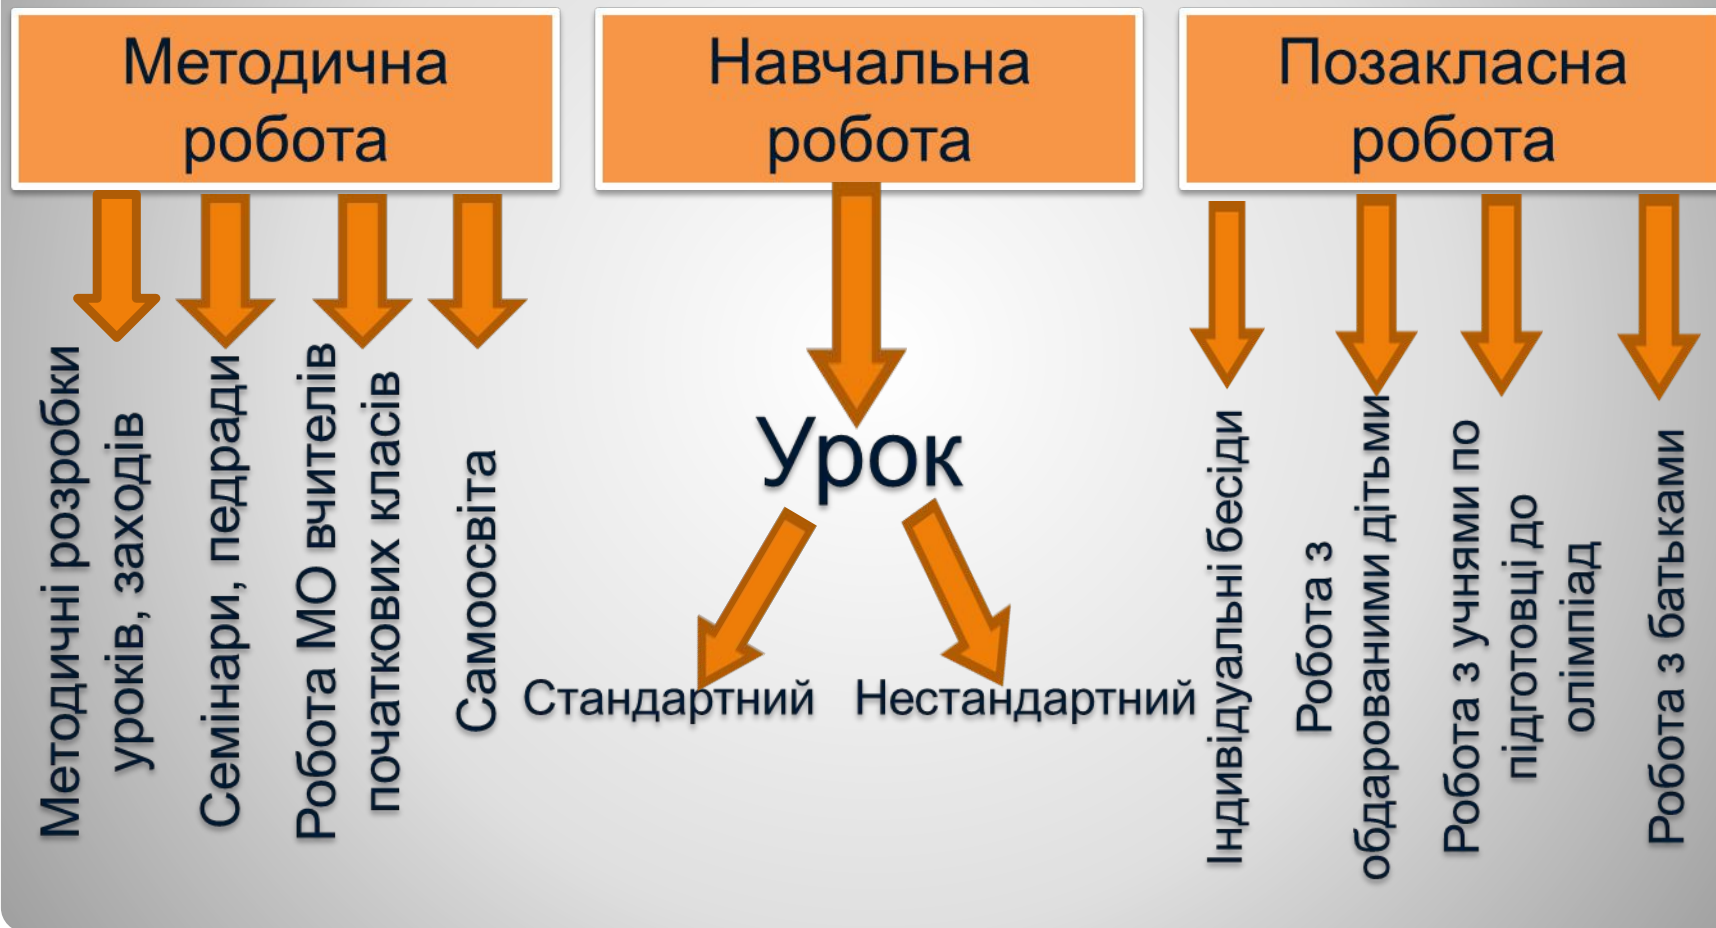 Методична
робота
Навчальна
робота
Позакласна
робота
Методичні розробки
уроків, заходів
Семінари, педради
Робота МО вчителів
початкових класів
Самоосвіта
Урок
Стандартний
Нестандартний
Індивідуальні бесіди
Робота з
обдарованими дітьми
Робота з учнями по
підготовці до
олімпіад
Робота з батьками